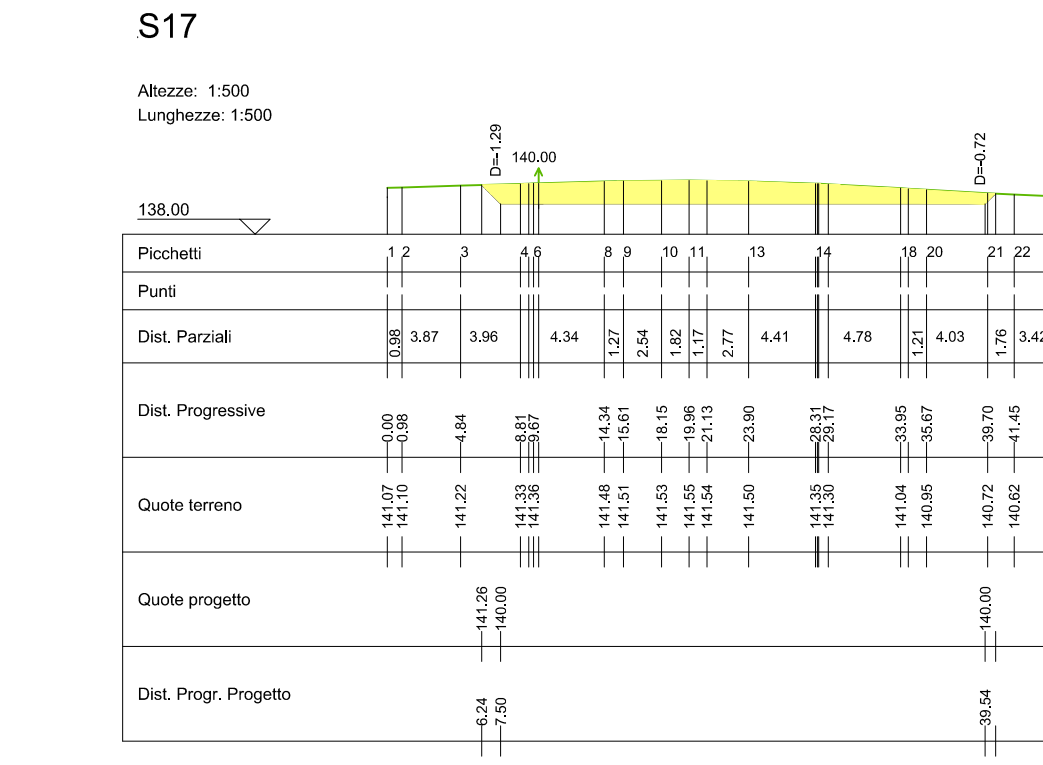 S17
Altezze: 1:500
Lunghezze: 1:500
D=-1.29
140.00
D=-0.72
138.00
Picchetti 1 2 3 4 6 8 9 10 11 13 14 18 20 21 22
Punti
Dist. Parziali 0.98 3.87 3.96 4.34 1.27 2.54 1.82 1.17 2.77 4.41 4.78 1.21 4.03 1.76 3.42
Dist. Progressive 0.00 0.98 4.84 8.81 9.67 14.34 15.61 18.15 19.96 21.13 23.90 28.31 29.17 33.95 35.67 39.70 41.45
Quote terreno 141.07 141.10 141.22 141.33 141.36 141.48 141.51 141.53 141.55 141.54 141.50 141.35 141.30 141.04 140.95 140.72 140.62
Quote progetto 141.26 140.00 140.00
Dist. Progr. Progetto 6.24 7.50 39.54